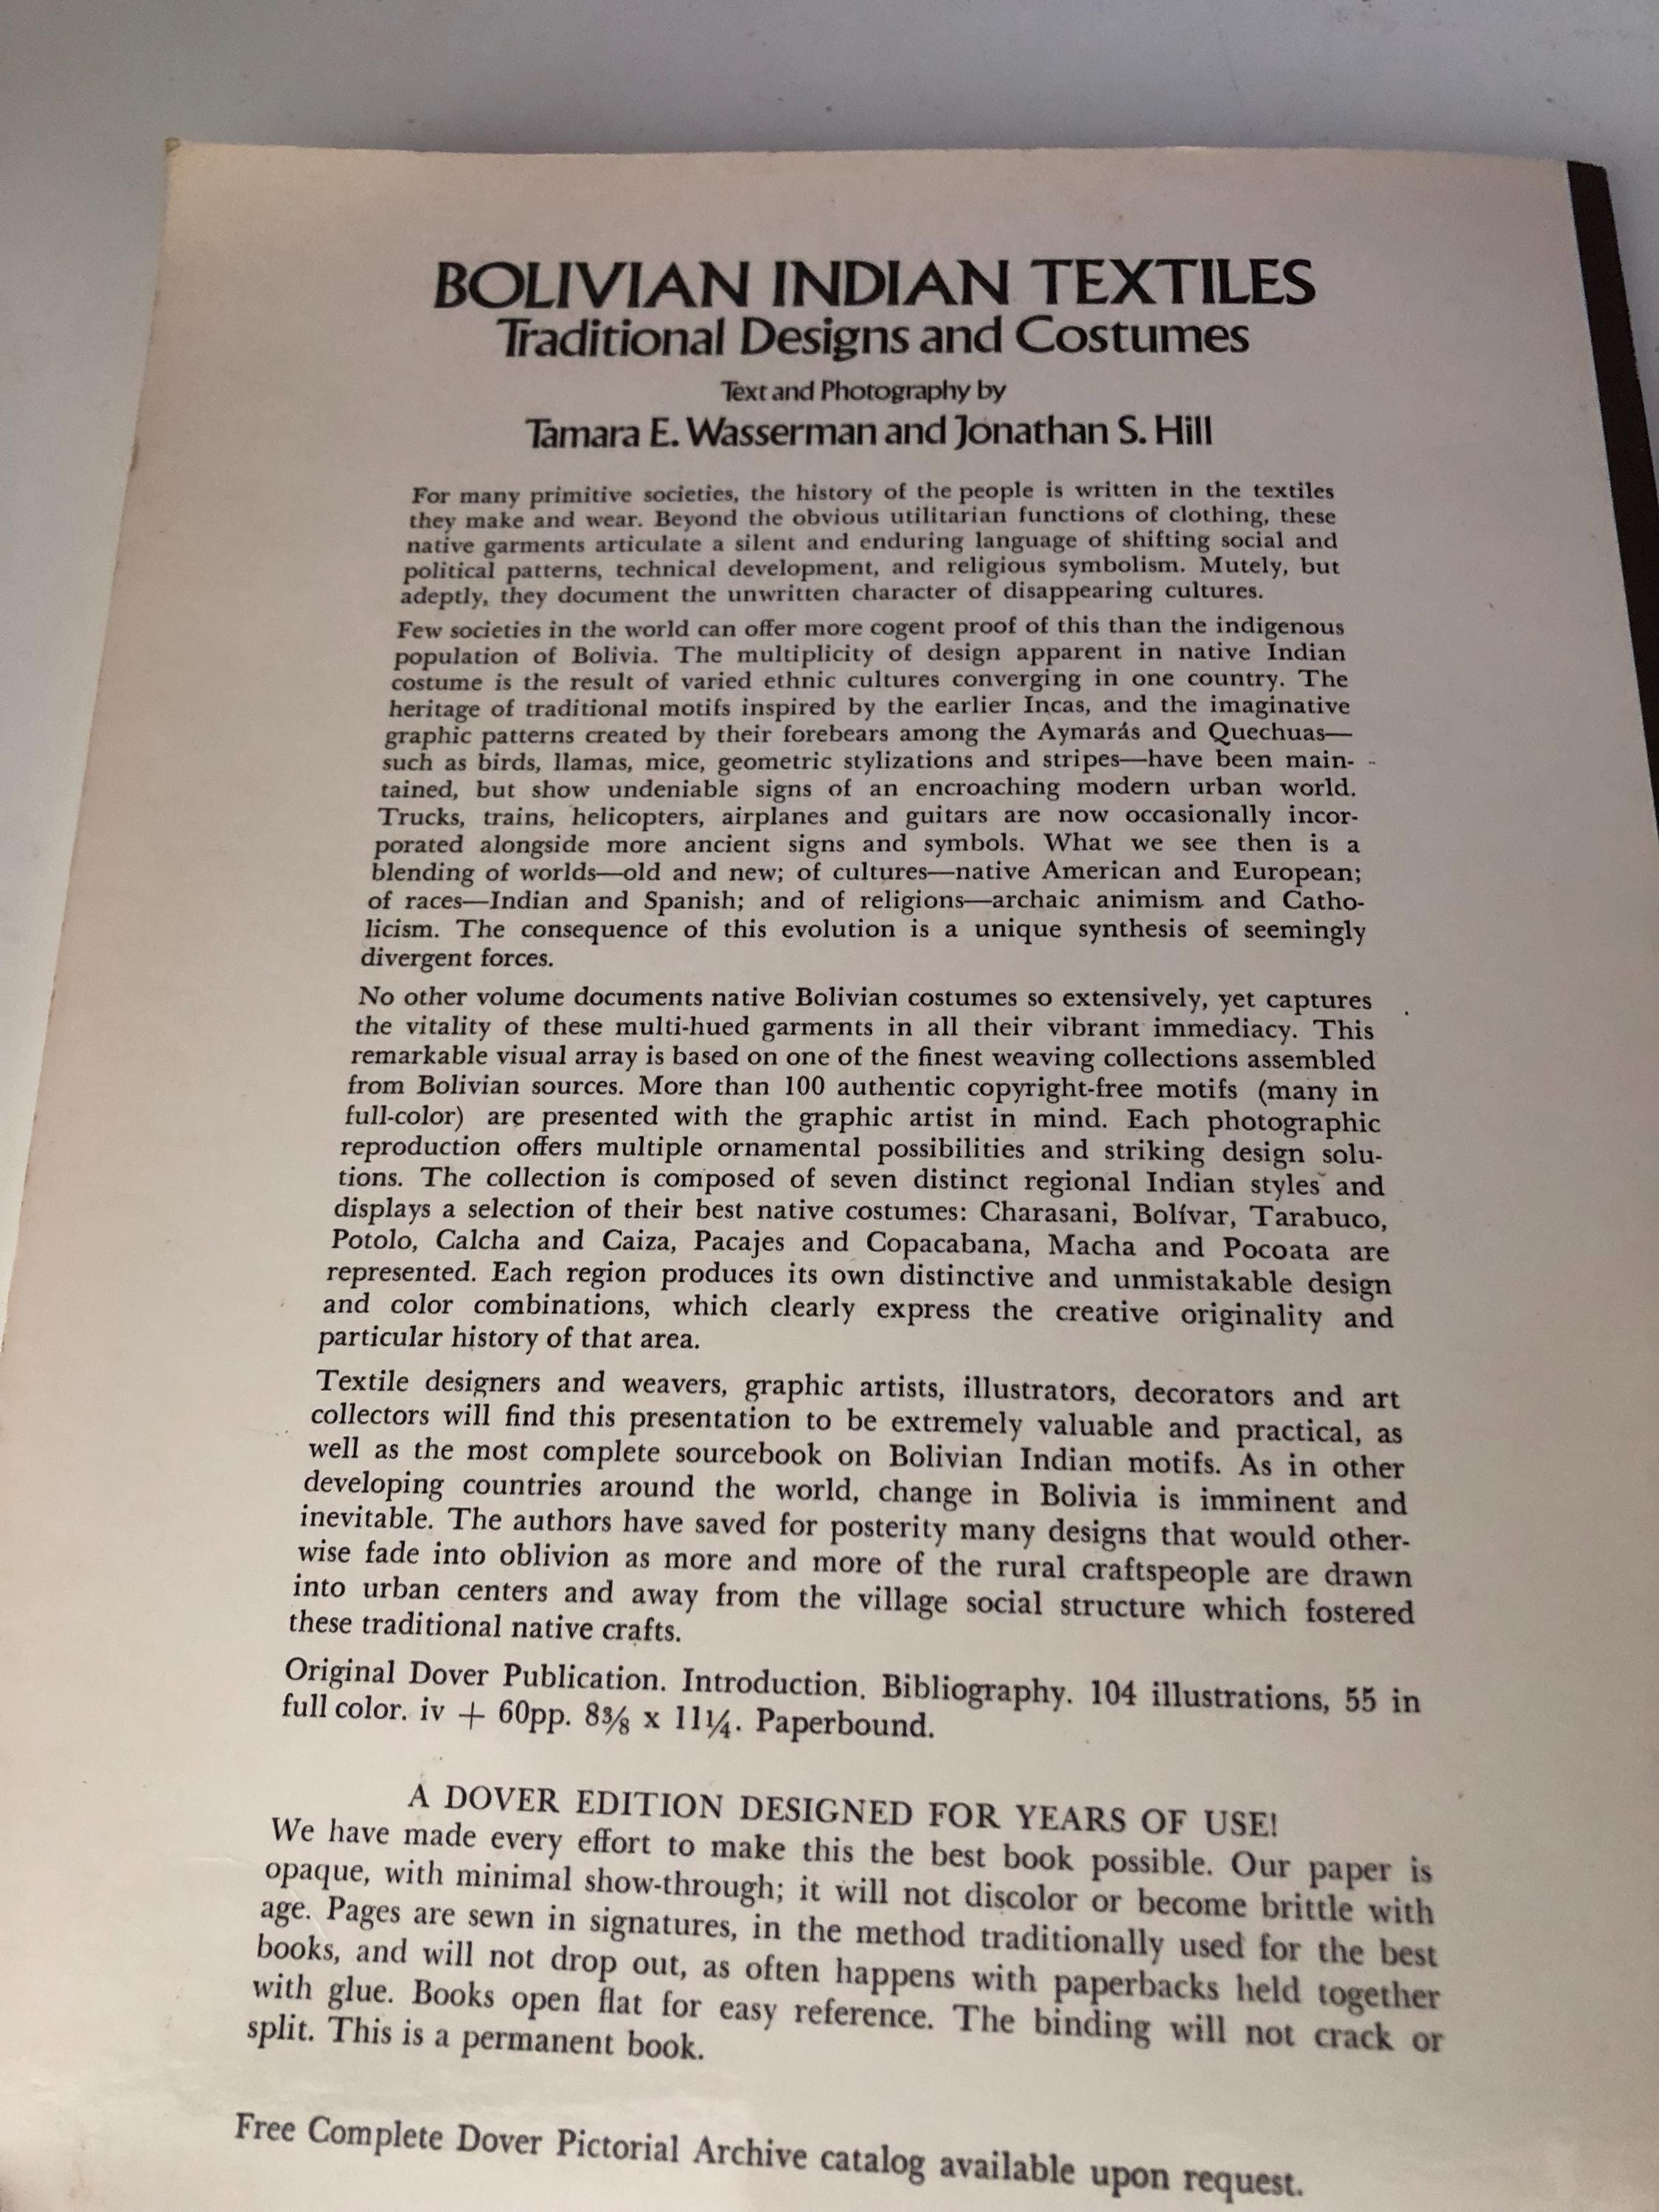 BOLIVIAN INDIAN TEXTILES
Traditional Designs and Costumes
Text and Photography by
Tamara E. Wasserman and Jonathan S. Hill
For many primitive societies, the history of the people is written in the textiles
they make and wear. Beyond the obvious utilitarian functions of clothing, these
native garments articulate a silent and enduring language of shifting social and
political patterns, technical development, and religious symbolism. Mutely, but
adeptly, they document the unwritten character of disappearing cultures.
Few societies in the world can offer more cogent proof of this than the indigenous
population of Bolivia. The multiplicity of design apparent in native Indian
costume is the result of varied ethnic cultures converging in one country. The
heritage of traditional motifs inspired by the earlier Incas, and the imaginative
graphic patterns created by their forebears among the Aymarás and Quechuas—
such as birds, llamas, mice, geometric stylizations and stripes—have been main-
tained, but show undeniable signs of an encroaching modern urban world.
Trucks, trains, helicopters, airplanes and guitars are now occasionally incor-
porated alongside more ancient signs and symbols. What we see then is a
blending of worlds—old and new; of cultures—native American and European;
of races—Indian and Spanish; and of religions—archaic animism and Catho-
licism. The consequence of this evolution is a unique synthesis of seemingly
divergent forces.
No other volume documents native Bolivian costumes so extensively, yet captures
the vitality of these multi-hued garments in all their vibrant immediacy. This
remarkable visual array is based on one of the finest weaving collections assembled
from Bolivian sources. More than 100 authentic copyright-free motifs (many in
full-color) are presented with the graphic artist in mind. Each photographic
reproduction offers multiple ornamental possibilities and striking design solu-
tions. The collection is composed of seven distinct regional Indian styles and
displays a selection of their best native costumes: Charasani, Bolívar, Tarabuco,
Potolo, Calcha and Caiza, Pacajes and Copacabana, Macha and Pocoata are
represented. Each region produces its own distinctive and unmistakable design
and color combinations, which clearly express the creative originality and
particular history of that area.
Textile designers and weavers, graphic artists, illustrators, decorators and art
collectors will find this presentation to be extremely valuable and practical, as
well as the most complete sourcebook on Bolivian Indian motifs. As in other
developing countries around the world, change in Bolivia is imminent and
inevitable. The authors have saved for posterity many designs that would other-
wise fade into oblivion as more and more of the rural craftspeople are drawn
into urban centers and away from the village social structure which fostered
these traditional native crafts.
Original Dover Publication. Introduction. Bibliography. 104 illustrations, 55 in
full color. iv + 60pp. 8⅜ x 11¼. Paperbound.
A DOVER EDITION DESIGNED FOR YEARS OF USE!
We have made every effort to make this the best book possible. Our paper is
opaque, with minimal show-through; it will not discolor or become brittle with
age. Pages are sewn in signatures, in the method traditionally used for the best
books, and will not drop out, as often happens with paperbacks held together
with glue. Books open flat for easy reference. The binding will not crack or
split. This is a permanent book.
Free Complete Dover Pictorial Archive catalog available upon request.